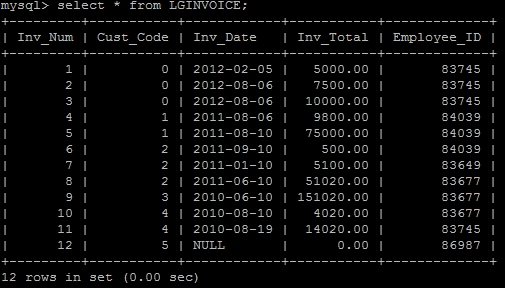 mysql> select * from LGINVOICE;
+---------+-----------+------------+-----------+-------------+
| Inv_Num | Cust_Code | Inv_Date   | Inv_Total | Employee_ID |
+---------+-----------+------------+-----------+-------------+
|       1 |         0 | 2012-02-05 |   5000.00 |       83745 |
|       2 |         0 | 2012-08-06 |   7500.00 |       83745 |
|       3 |         0 | 2012-08-06 |  10000.00 |       83745 |
|       4 |         1 | 2011-08-06 |   9800.00 |       84039 |
|       5 |         1 | 2011-08-10 |  75000.00 |       84039 |
|       6 |         2 | 2011-09-10 |    500.00 |       84039 |
|       7 |         2 | 2011-01-10 |   5100.00 |       83649 |
|       8 |         2 | 2011-06-10 |  51020.00 |       83677 |
|       9 |         3 | 2010-06-10 | 151020.00 |       83677 |
|      10 |         4 | 2010-08-10 |   4020.00 |       83677 |
|      11 |         4 | 2010-08-19 |  14020.00 |       83745 |
|      12 |         5 | NULL       |      0.00 |       86987 |
+---------+-----------+------------+-----------+-------------+
12 rows in set (0.00 sec)